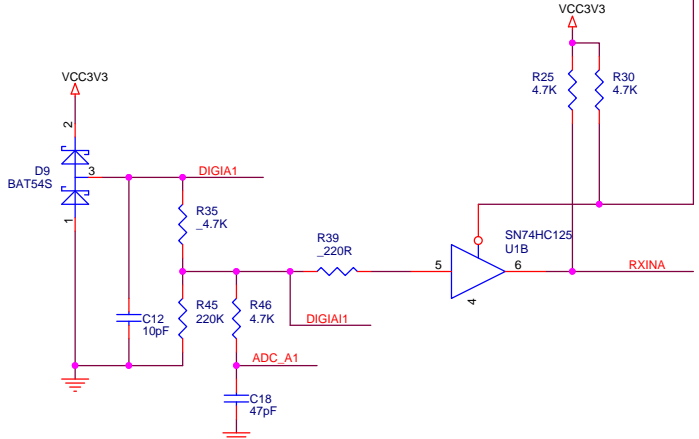 VCC3V3
R25
4.7K
R30
4.7K
VCC3V3
2
D9
BAT54S
3
1
DIGIA1
R35
_4.7K
R39
_220R
SN74HC125
U1B
5
6
4
RXINA
C12
10pF
R45
220K
R46
4.7K
DIGIAI1
ADC_A1
C18
47pF